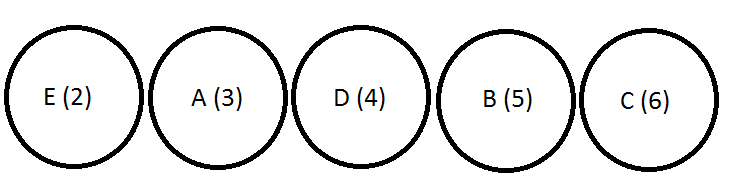 E (2) A (3) D (4) B (5) C (6)